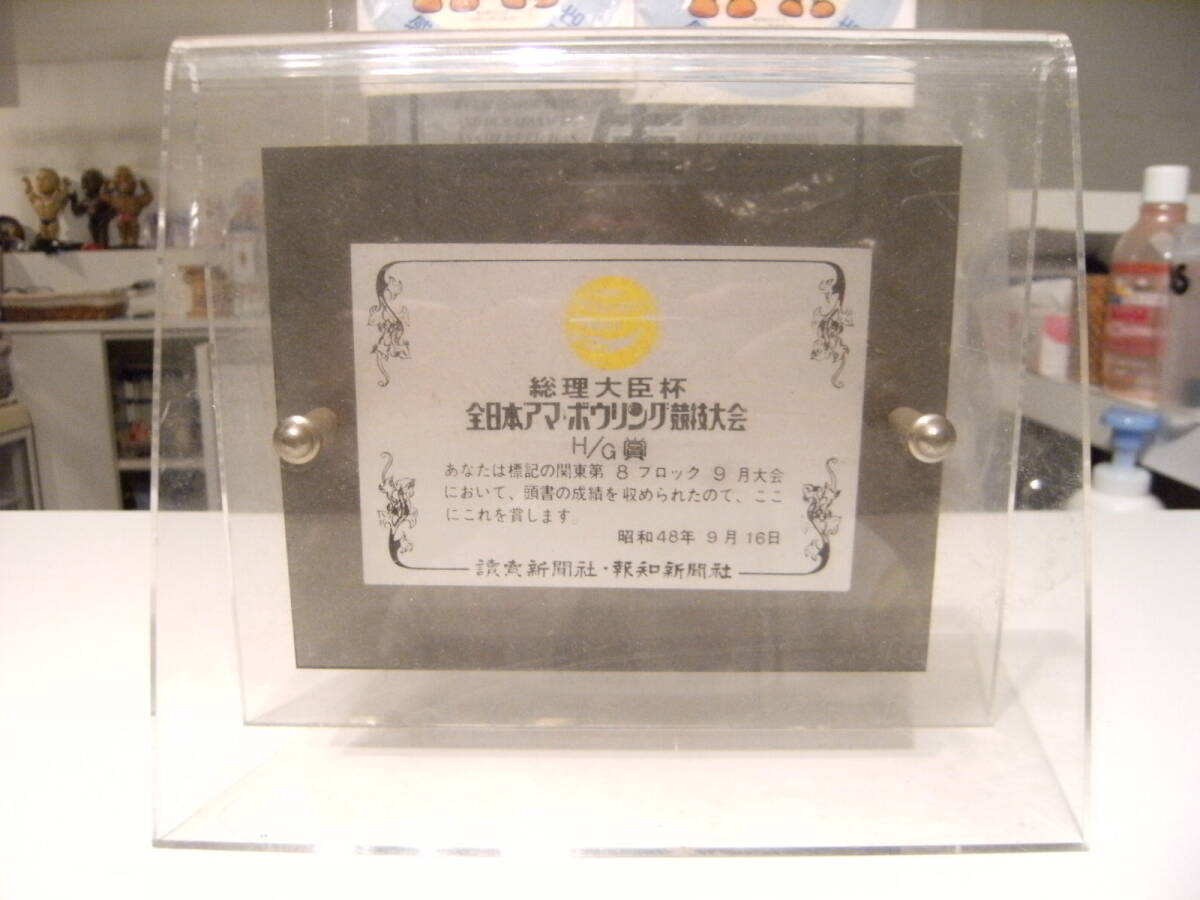 総理大臣杯
全日本アマ・ボウリング競技大会
H/G 賞
あなたは標記の関東第 8 ブロック 9 月大会
において、頭書の成績を収められたので、ここ
にこれを賞します。
昭和48年 9月16日
読売新聞社・報知新聞社